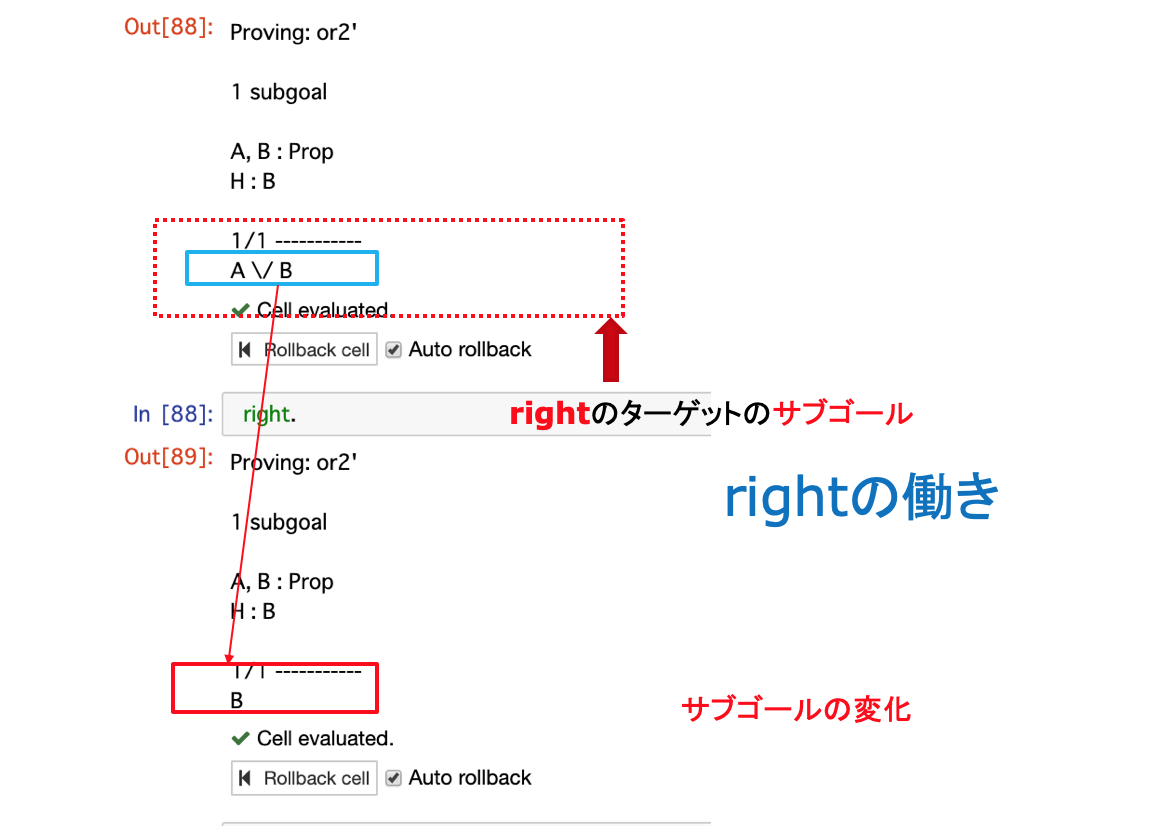 Out[88]: Proving: or2'
1 subgoal
A, B : Prop
H : B
1/1 -----------
A \/ B
Cell evaluated.
Rollback cell Auto rollback
In [88]: right.
rightのターゲットのサブゴール
Out[89]: Proving: or2'
rightの働き
1 subgoal
A, B : Prop
H : B
1/1 -----------
B
サブゴールの変化
Cell evaluated.
Rollback cell Auto rollback